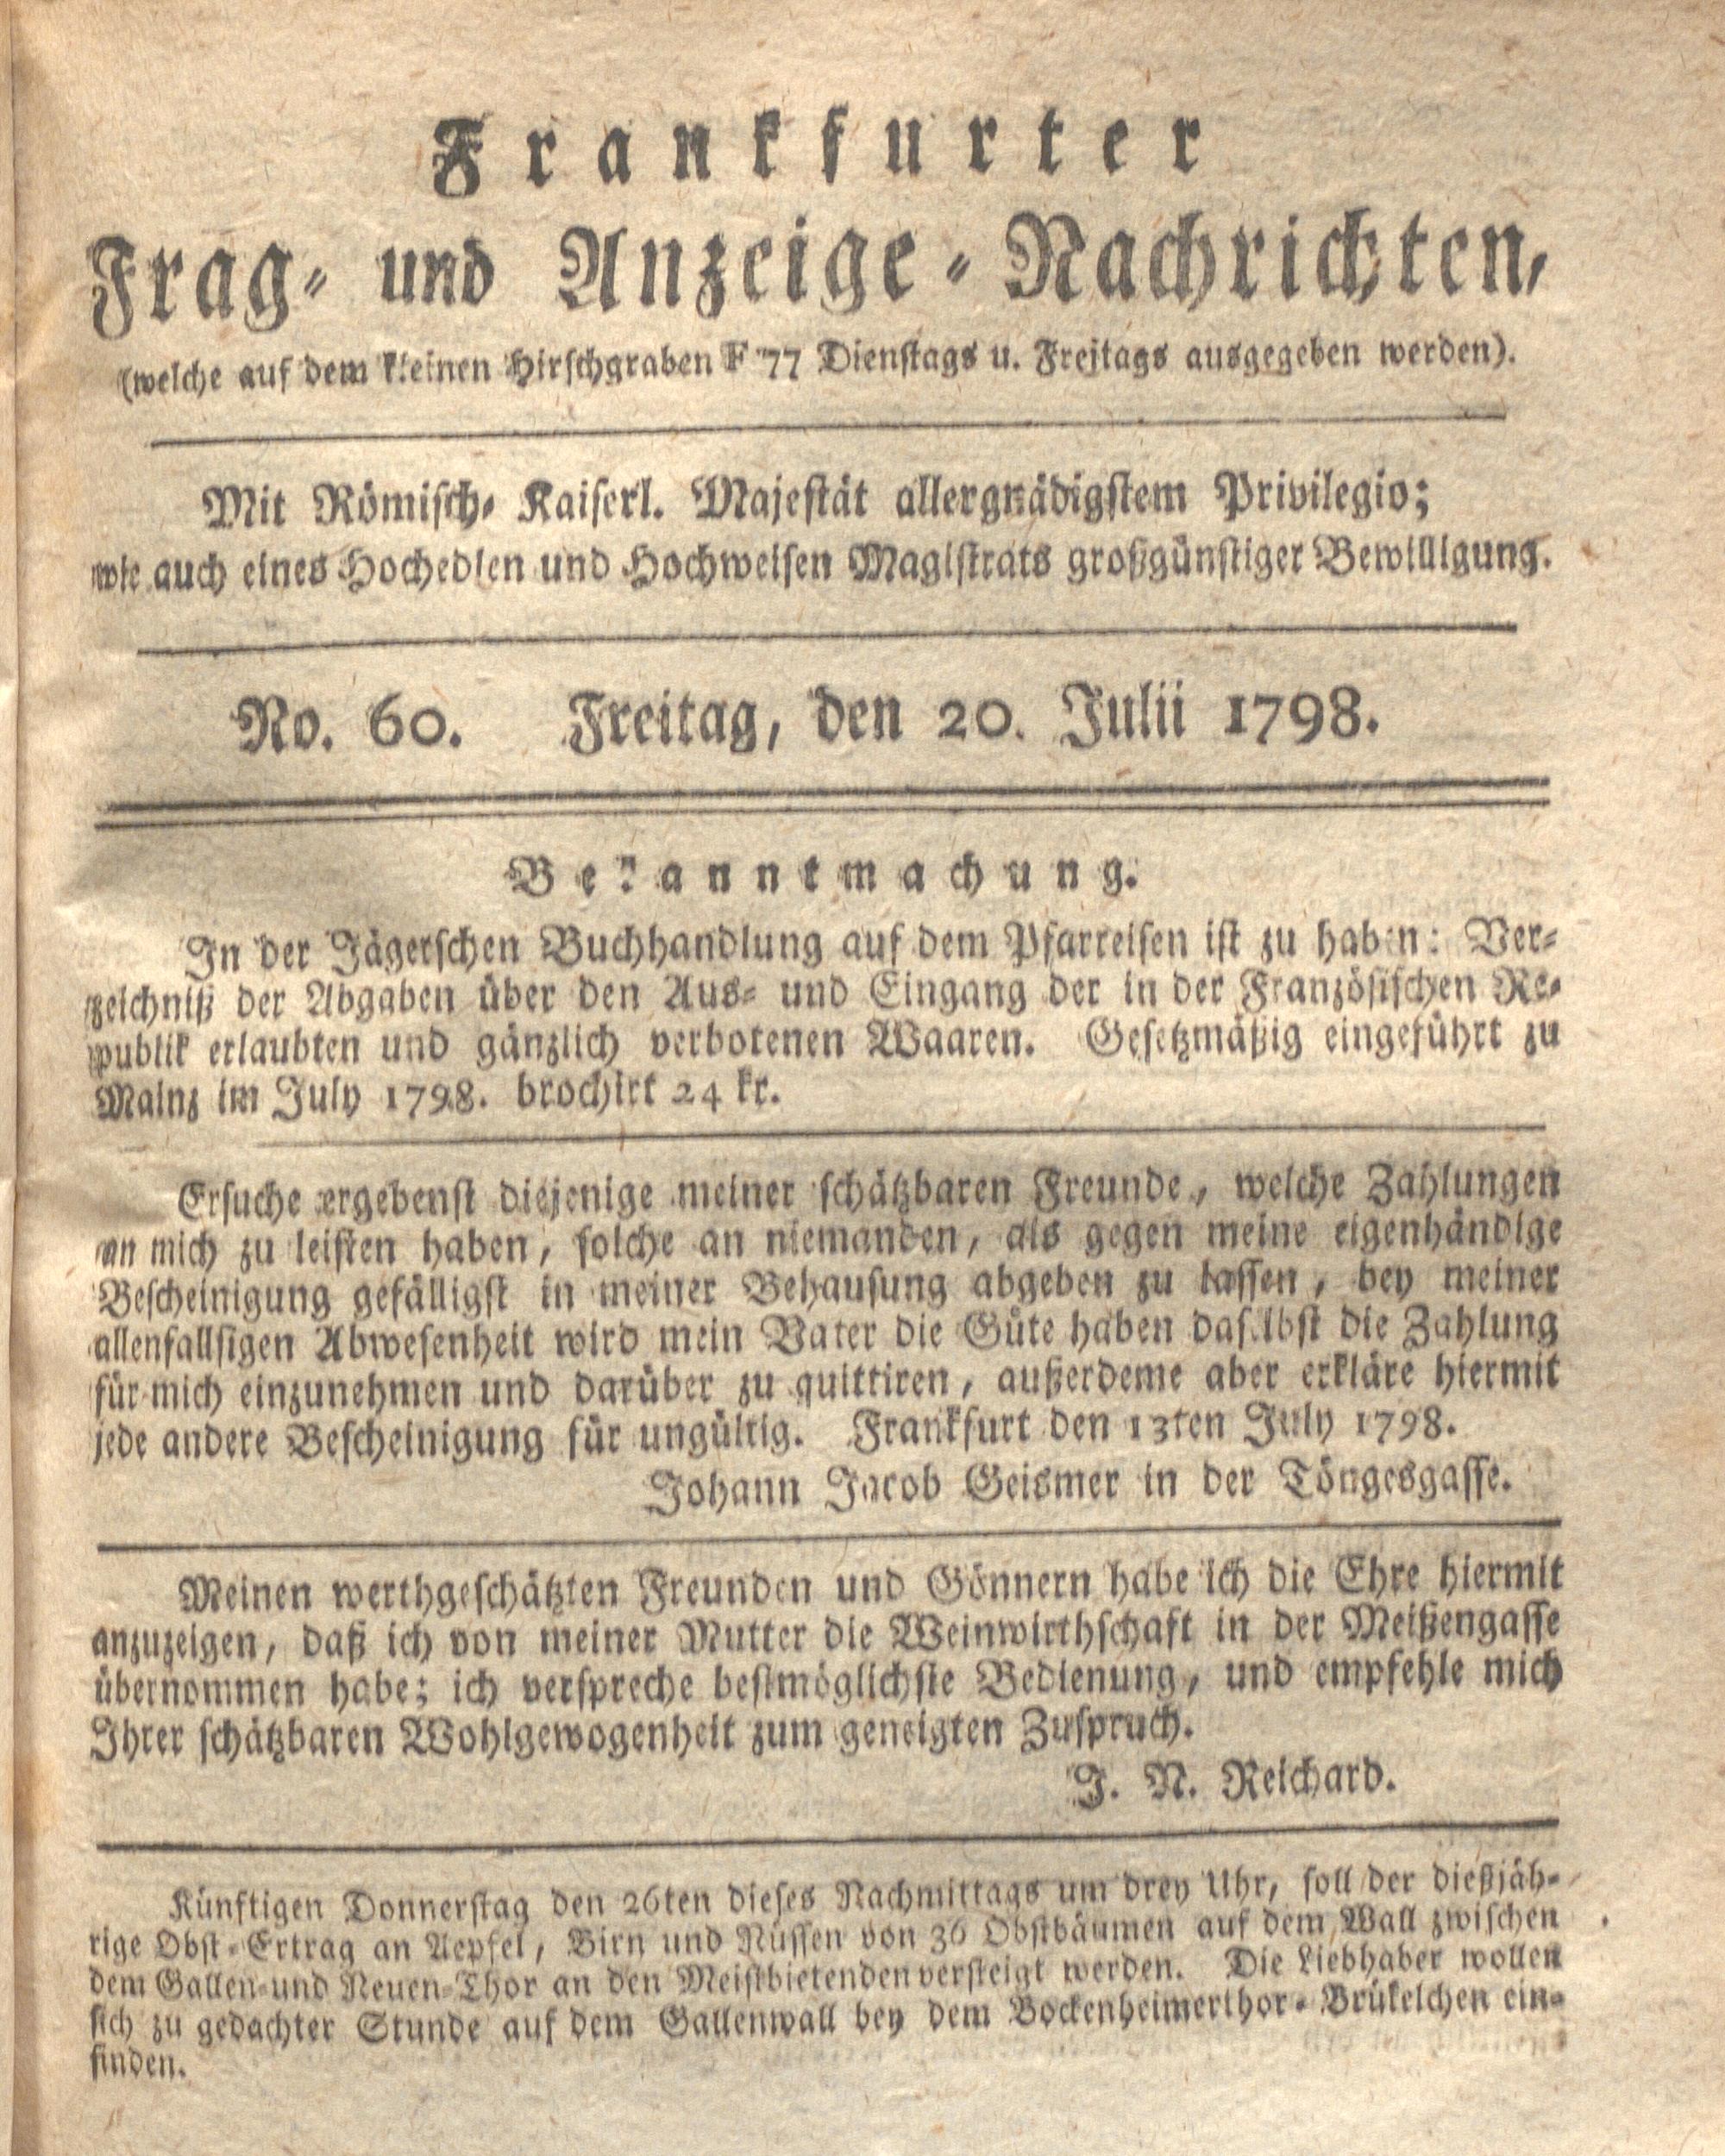 Frankfurter
Frag- und Anzeige-Nachrichten,
(welche auf dem kleinen Hirschgraben F 77 Dienstags u. Freitags ausgegeben werden).
Mit Römisch- Kaiserl. Majestät allergnädigstem Privilegio;
wie auch eines Hochedlen und Hochweisen Magistrats großgünstiger Bewilligung.
No. 60. Freitag, den 20. Julii 1798.
Bekanntmachung.
In der Jägerschen Buchhandlung auf dem Pfarreisen ist zu haben: Ver-
zeichniß der Abgaben über den Aus- und Eingang der in der Französischen Re-
publik erlaubten und gänzlich verbotenen Waaren. Gesetzmäßig eingeführt zu
Mainz im July 1798. brochirt 24 kr.
Ersuche ergebenst diejenige meiner schätzbaren Freunde, welche Zahlungen
an mich zu leisten haben, solche an niemanden, als gegen meine eigenhändige
Bescheinigung gefälligst in meiner Behausung abgeben zu lassen, bey meiner
allenfallsigen Abwesenheit wird mein Vater die Güte haben daselbst die Zahlung
für mich einzunehmen und darüber zu quittiren, außerdeme aber erkläre hiermit
jede andere Bescheinigung für ungültig. Frankfurt den 13ten July 1798.
Johann Jacob Geismer in der Töngesgasse.
Meinen werthgeschätzten Freunden und Gönnern habe ich die Ehre hiermit
anzuzeigen, daß ich von meiner Mutter die Weinwirthschaft in der Meißengasse
übernommen habe; ich verspreche bestmöglichste Bedienung, und empfehle mich
Ihrer schätzbaren Wohlgewogenheit zum geneigten Zuspruch.
J. N. Reichard.
Künftigen Donnerstag den 26ten dieses Nachmittags um drey Uhr, soll der dießjäh-
rige Obst-Ertrag an Aepfel, Birn und Nüssen von 36 Obstbäumen auf dem Wall zwischen
dem Gallen-und Neuen-Thor an den Meistbietenden versteigt werden. Die Liebhaber wollen
sich zu gedachter Stunde auf dem Gallenwall bey dem Bockenheimerthor-Brükelchen ein-
finden.